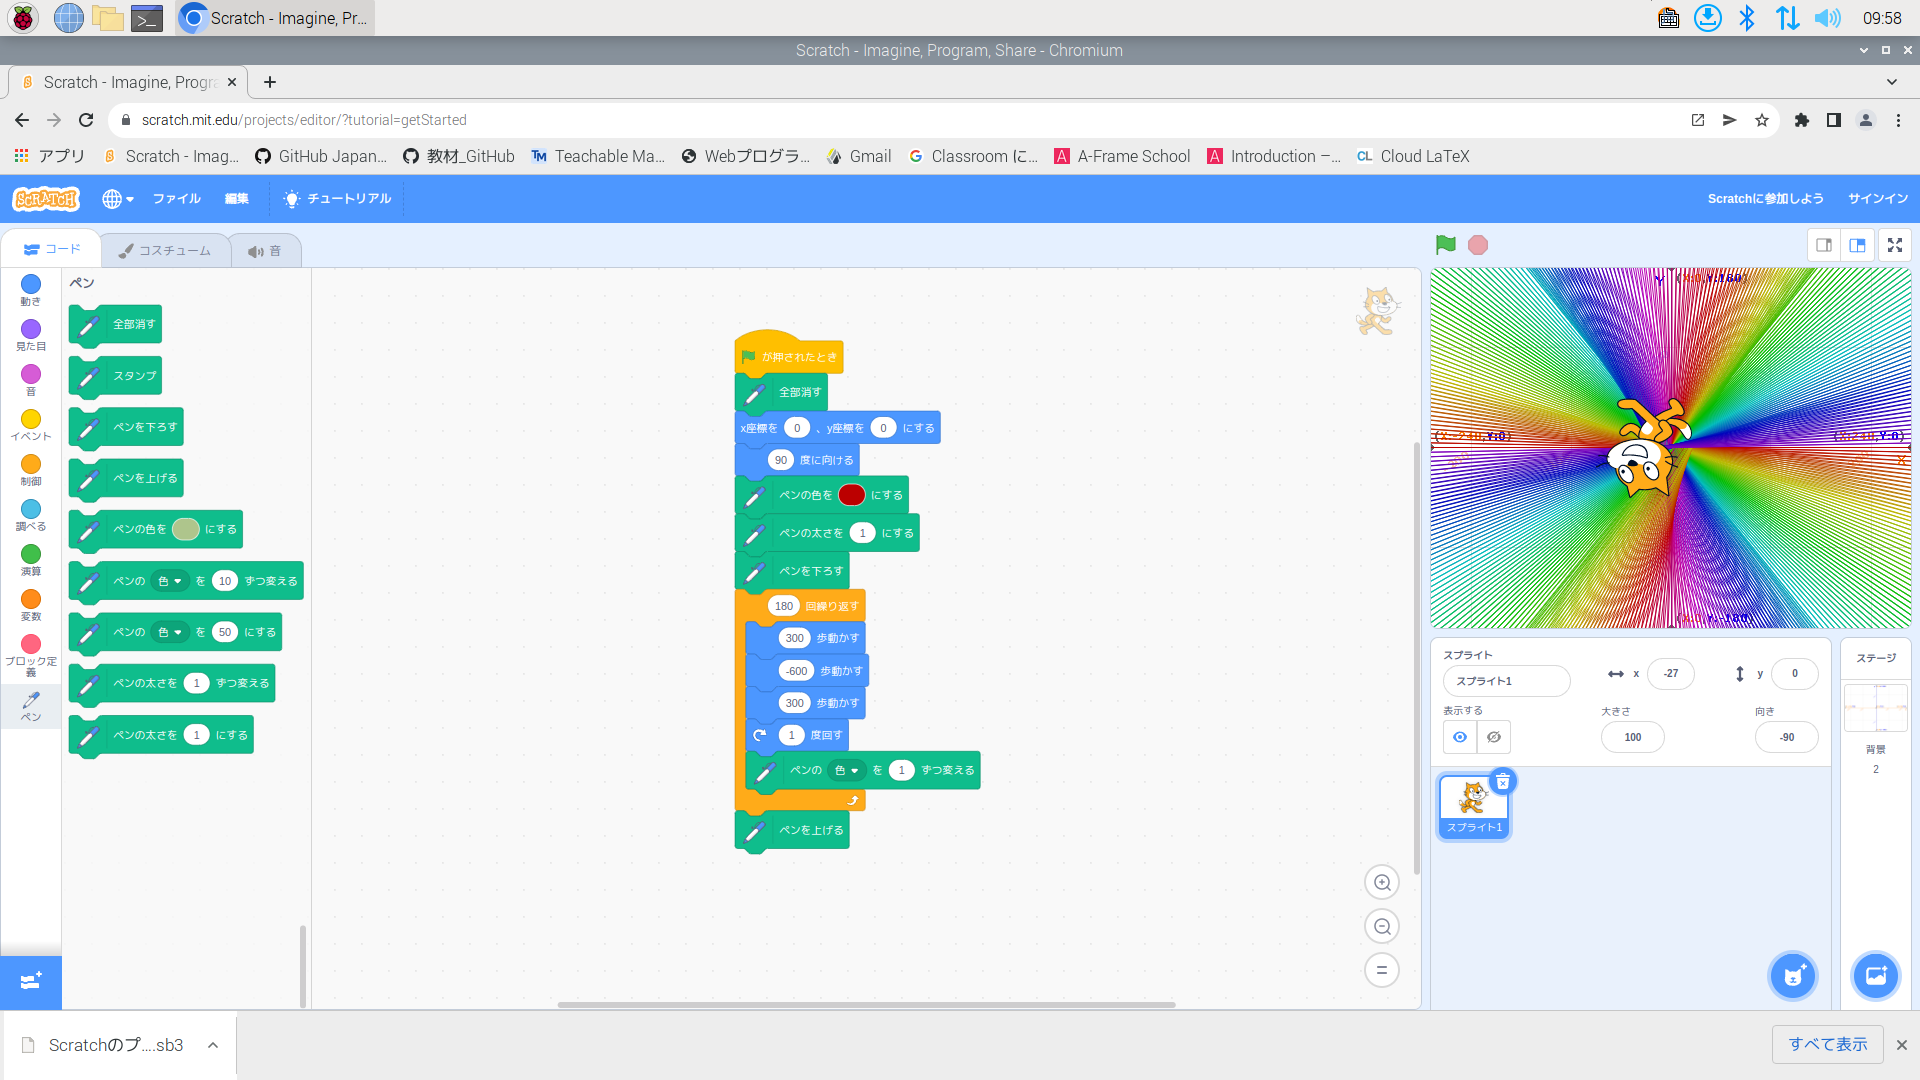 Scratch - Imagine, Pr...
09:58
Scratch - Imagine, Program, Share - Chromium
Scratch - Imagine, Progr
scratch.mit.edu/projects/editor/?tutorial=getStarted
アプリ
Scratch - Imag...
GitHub Japan...
教材_GitHub
TM Teachable Ma...
Webプログラ...
Gmail
Classroom に...
A-Frame School
Introduction –...
CL Cloud LaTeX
SCRATCH
ファイル
編集
チュートリアル
Scratchに参加しよう
サインイン
コード
コスチューム
音
動き
見た目
音
イベント
制御
調べる
演算
変数
ブロック定
義
ペン
ペン
全部消す
スタンプ
ペンを下ろす
ペンを上げる
ペンの色を にする
ペンの 色 を 10 ずつ変える
ペンの 色 を 50 にする
ペンの太さを 1 ずつ変える
ペンの太さを 1 にする
が押されたとき
全部消す
x座標を 0 、y座標を 0 にする
90 度に向ける
ペンの色を にする
ペンの太さを 1 にする
ペンを下ろす
180 回繰り返す
300 歩動かす
-600 歩動かす
300 歩動かす
1 度回す
ペンの 色 を 1 ずつ変える
ペンを上げる
Y
(X:0,Y:180)
(X:-240,Y:0)
(X:240,Y:0)
X
(X:0,Y:-180)
スプライト
スプライト1
x -27
y 0
表示する
大きさ
100
向き
-90
スプライト1
ステージ
背景
2
Scratchのプ....sb3
すべて表示